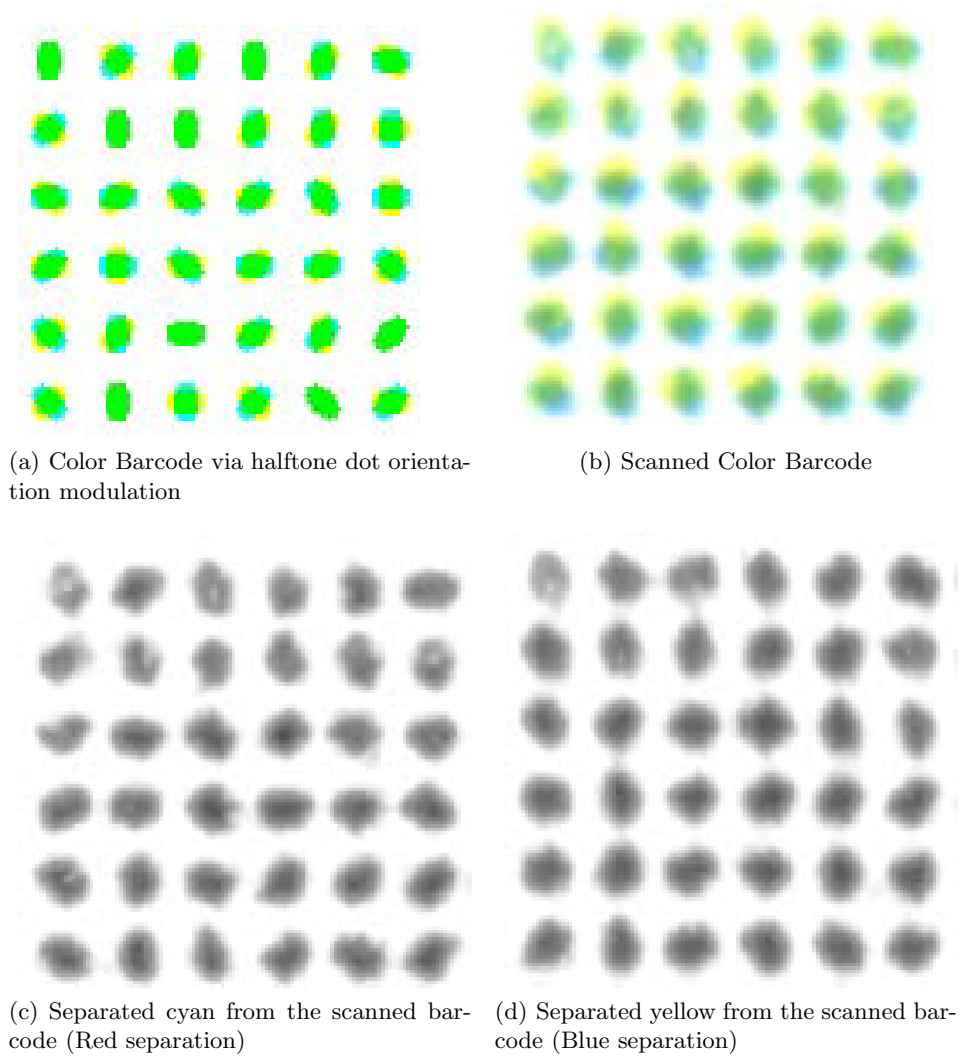 (a) Color Barcode via halftone dot orienta-
tion modulation
(b) Scanned Color Barcode
(c) Separated cyan from the scanned bar-
code (Red separation)
(d) Separated yellow from the scanned bar-
code (Blue separation)